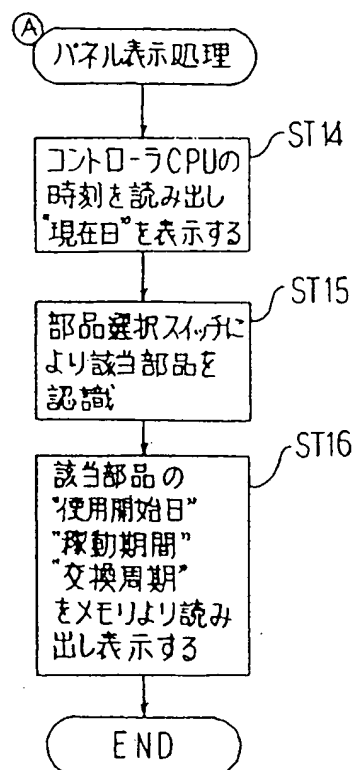 A
パネル表示処理
ST14
コントローラCPUの
時刻を読み出し
"現在日"を表示する
ST15
部品選択スイッチに
より該当部品を
認識
ST16
該当部品の
"使用開始日"
"稼動期間"
"交換周期"
をメモリより読み
出し表示する
END